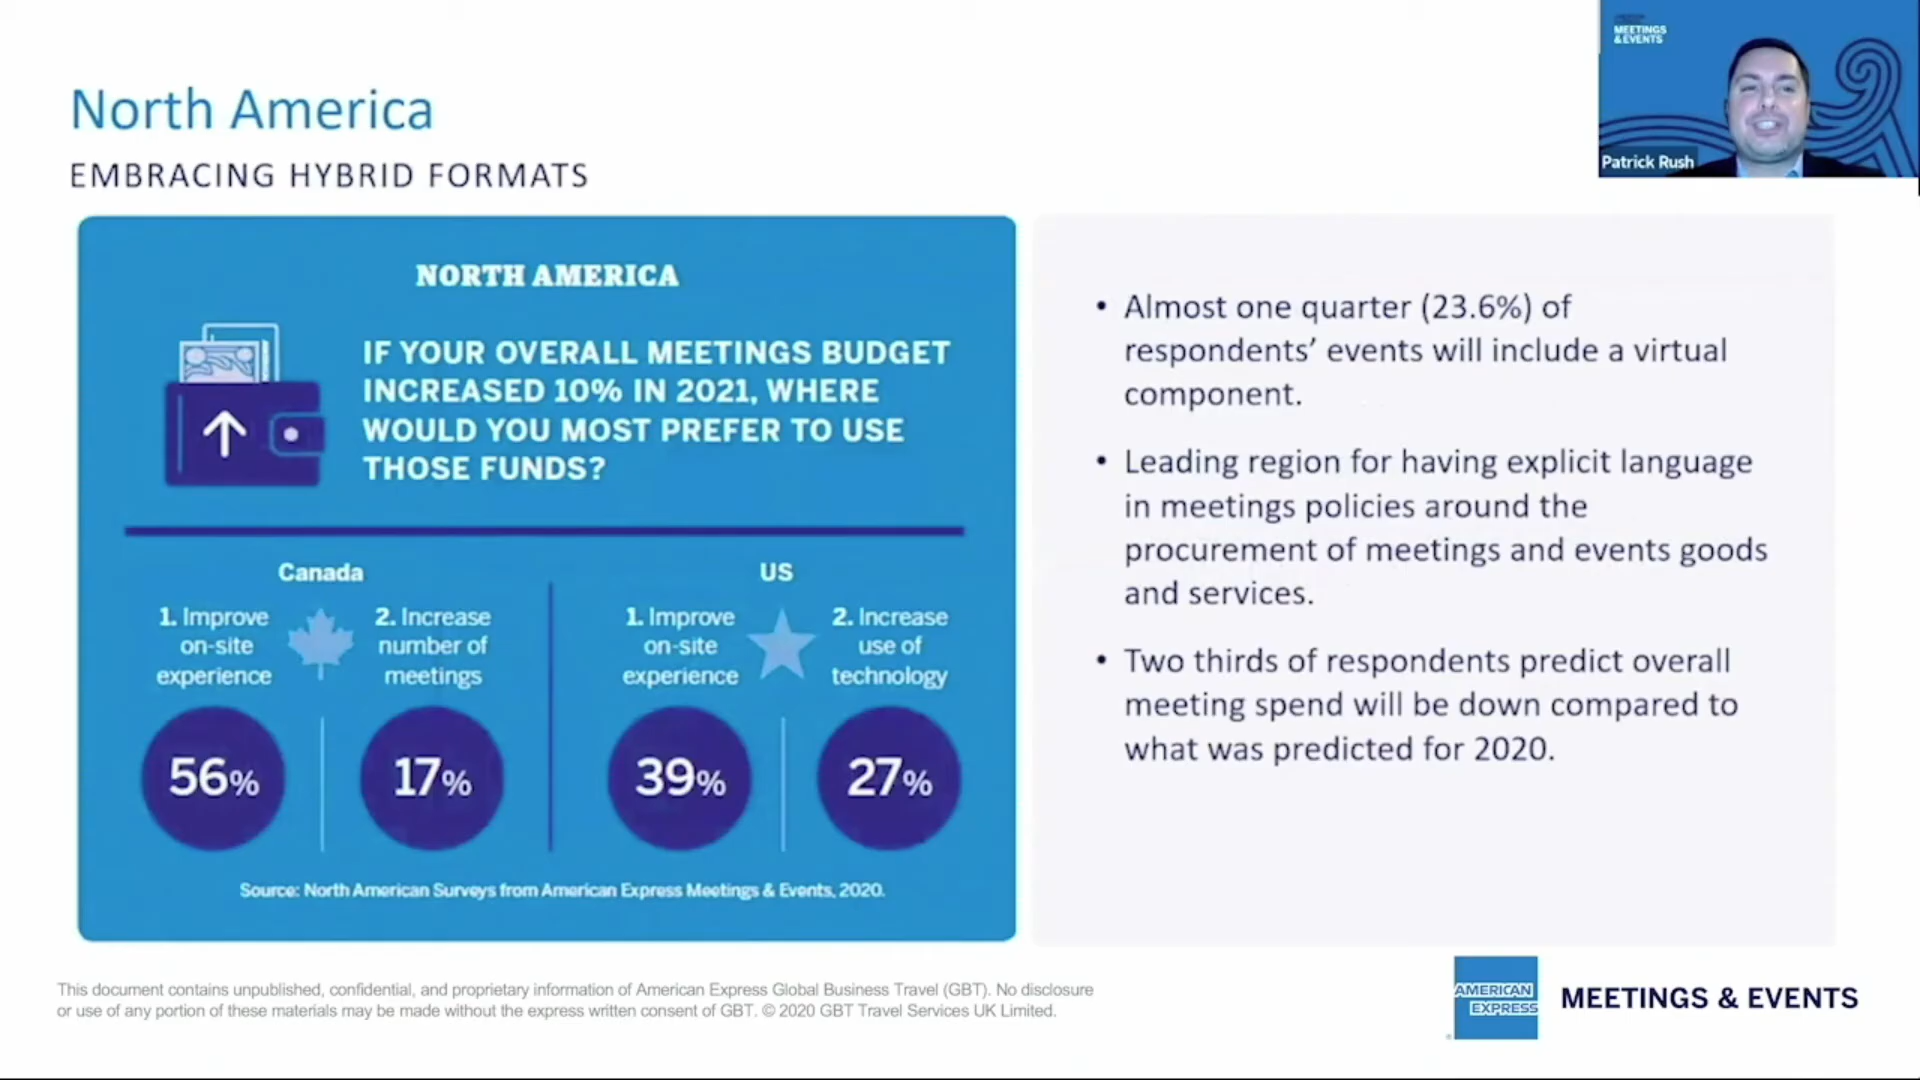 MEETINGS
& EVENTS
Patrick Rush
North America
EMBRACING HYBRID FORMATS
NORTH AMERICA
IF YOUR OVERALL MEETINGS BUDGET
INCREASED 10% IN 2021, WHERE
WOULD YOU MOST PREFER TO USE
THOSE FUNDS?
Canada
1. Improve
on-site
experience
56%
2. Increase
number of
meetings
17%
US
1. Improve
on-site
experience
39%
2. Increase
use of
technology
27%
Source: North American Surveys from American Express Meetings & Events, 2020.
• Almost one quarter (23.6%) of
respondents’ events will include a virtual
component.
• Leading region for having explicit language
in meetings policies around the
procurement of meetings and events goods
and services.
• Two thirds of respondents predict overall
meeting spend will be down compared to
what was predicted for 2020.
This document contains unpublished, confidential, and proprietary information of American Express Global Business Travel (GBT). No disclosure
or use of any portion of these materials may be made without the express written consent of GBT. © 2020 GBT Travel Services UK Limited.
AMERICAN
EXPRESS
®
MEETINGS & EVENTS